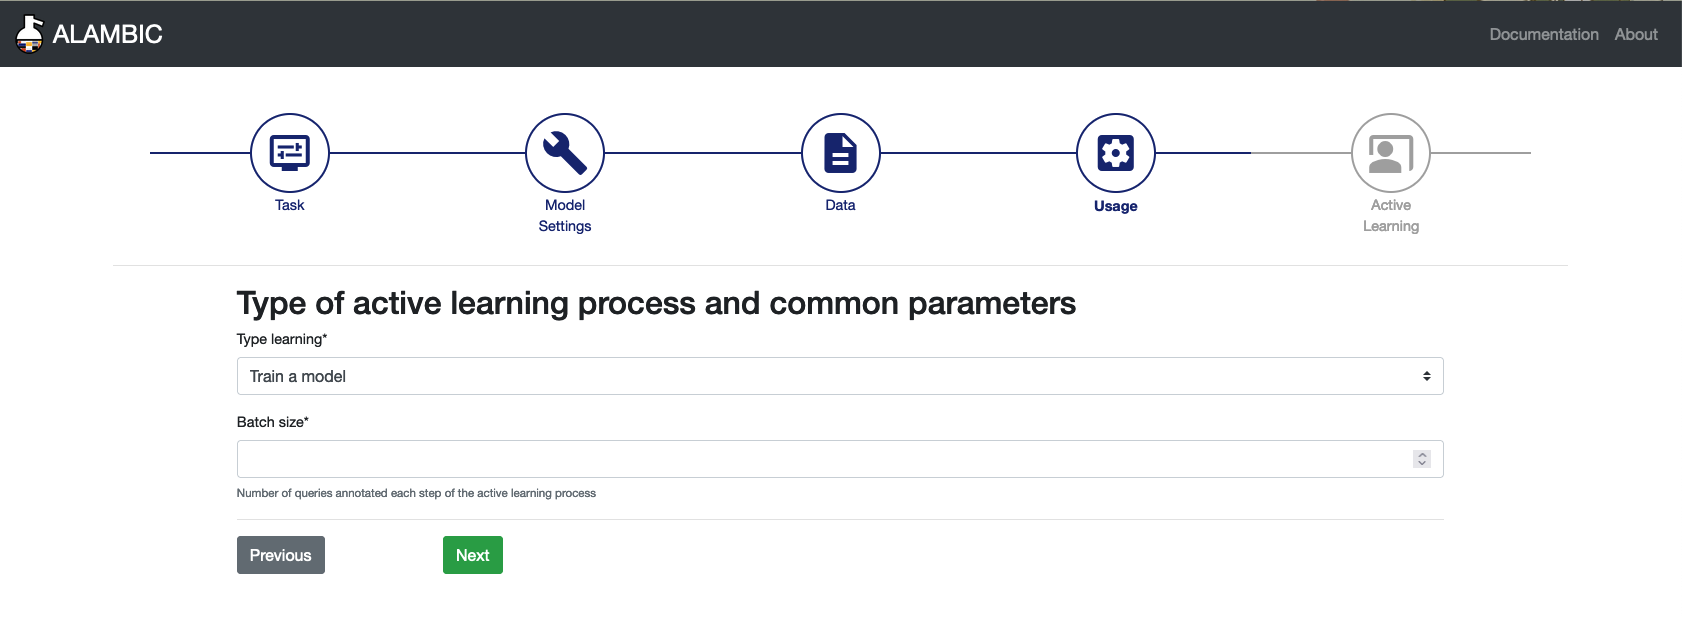 ALAMBIC
Documentation About
Task
Model
Settings
Data
Usage
Active
Learning
Type of active learning process and common parameters
Type learning*
Train a model
Batch size*
Number of queries annotated each step of the active learning process
Previous
Next